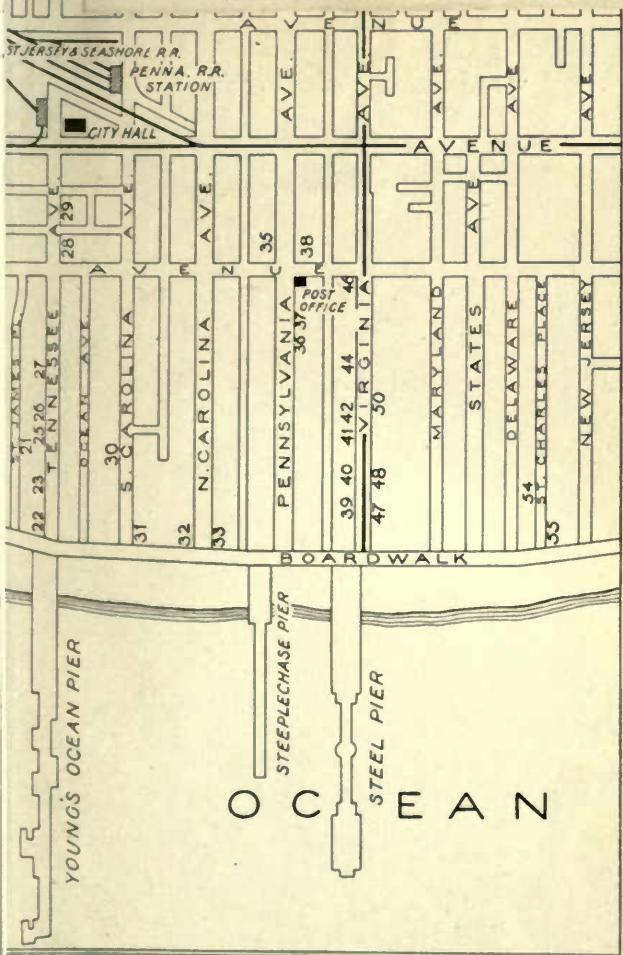 AVENUE
ST JERSEY & SEASHORE R.R.
PENNA. R.R.
STATION
CITY HALL
AVE.
AVE.
AVE.
AVE
AVE.
AVENUE
AVE.
AVE.
AVE.
AVE
29
28
35
38
AVENUE
POST
OFFICE
46
ST JAMES PL.
TENNESSEE
OCEAN AVE.
S. CAROLINA
N. CAROLINA
PENNSYLVANIA
VIRGINIA
MARYLAND
STATES
DELAWARE
ST. CHARLES PLACE
NEW JERSEY
21
22
23
25 26 27
30
31
32
33
36 37
39 40 41 42 44
47 48 50
54
55
BOARDWALK
YOUNG'S OCEAN PIER
STEEPLECHASE PIER
STEEL PIER
OCEAN